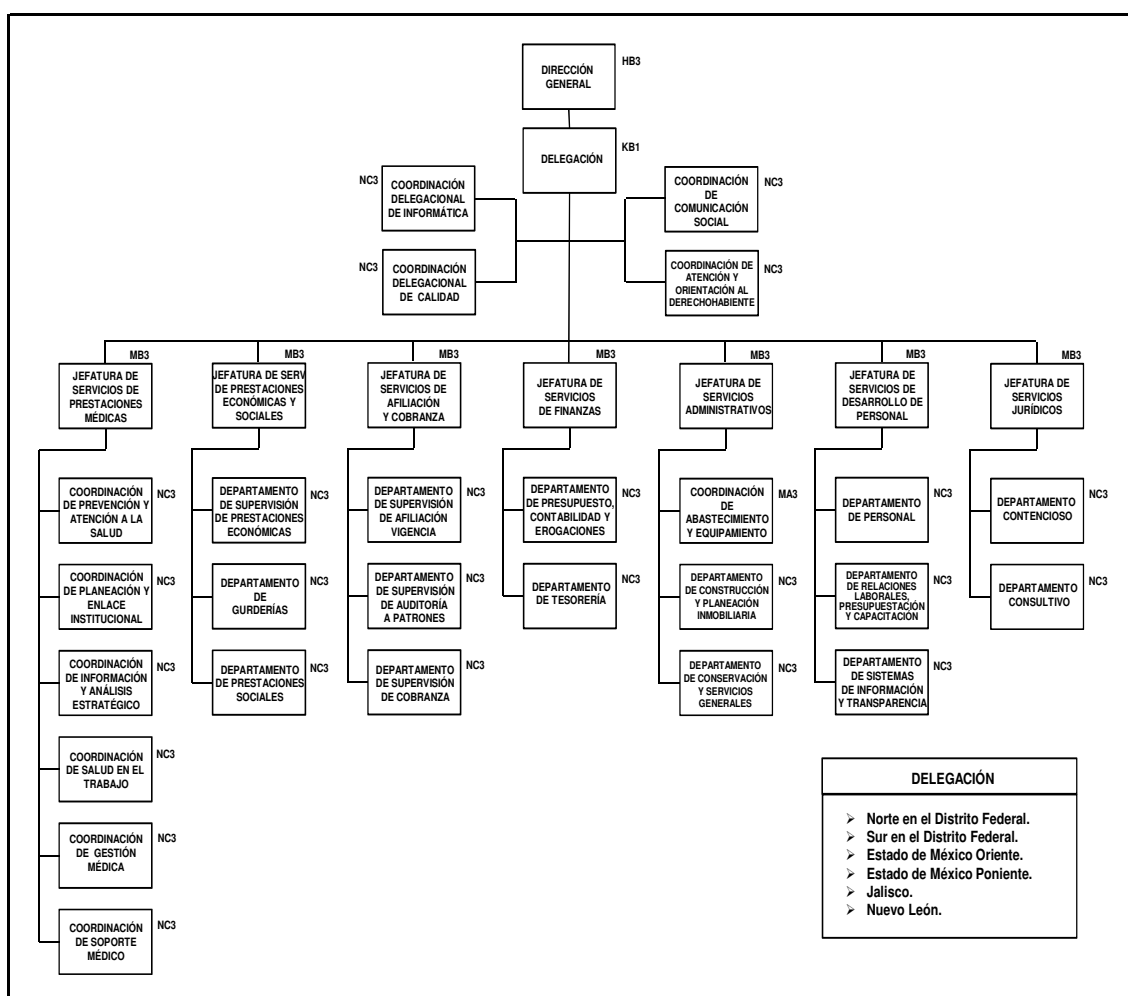 HB3
DIRECCIÓN
GENERAL
KB1
DELEGACIÓN
NC3
COORDINACIÓN
DELEGACIONAL
DE INFORMÁTICA
COORDINACIÓN
DE
COMUNICACIÓN
SOCIAL
NC3
NC3
COORDINACIÓN
DELEGACIONAL
DE CALIDAD
COORDINACIÓN DE
ATENCIÓN Y
ORIENTACIÓN AL
DERECHOHABIENTE
NC3
MB3
JEFATURA DE
SERVICIOS DE
PRESTACIONES
MÉDICAS
MB3
JEFATURA DE SERV
DE PRESTACIONES
ECONÓMICAS Y
SOCIALES
MB3
JEFATURA DE
SERVICIOS DE
AFILIACIÓN
Y COBRANZA
MB3
JEFATURA DE
SERVICIOS
DE FINANZAS
MB3
JEFATURA DE
SERVICIOS
ADMINISTRATIVOS
MB3
JEFATURA DE
SERVICIOS DE
DESARROLLO DE
PERSONAL
MB3
JEFATURA DE
SERVICIOS
JURÍDICOS
COORDINACIÓN
DE PREVENCIÓN Y
ATENCIÓN A LA
SALUD
NC3
DEPARTAMENTO
DE SUPERVISIÓN
DE PRESTACIONES
ECONÓMICAS
NC3
DEPARTAMENTO
DE SUPERVISIÓN
DE AFILIACIÓN
VIGENCIA
NC3
DEPARTAMENTO
DE PRESUPUESTO,
CONTABILIDAD Y
EROGACIONES
NC3
COORDINACIÓN
DE
ABASTECIMIENTO
Y EQUIPAMIENTO
MA3
DEPARTAMENTO
DE PERSONAL
NC3
DEPARTAMENTO
CONTENCIOSO
NC3
COORDINACIÓN
DE PLANEACIÓN Y
ENLACE
INSTITUCIONAL
NC3
DEPARTAMENTO
DE
GURDERÍAS
NC3
DEPARTAMENTO
DE SUPERVISIÓN
DE AUDITORÍA
A PATRONES
NC3
DEPARTAMENTO
DE TESORERÍA
NC3
DEPARTAMENTO
DE CONSTRUCCIÓN
Y PLANEACIÓN
INMOBILIARIA
NC3
DEPARTAMENTO
DE RELACIONES
LABORALES,
PRESUPUESTACIÓN
Y CAPACITACIÓN
NC3
DEPARTAMENTO
CONSULTIVO
NC3
COORDINACIÓN
DE INFORMACIÓN
Y ANÁLISIS
ESTRATÉGICO
NC3
DEPARTAMENTO
DE PRESTACIONES
SOCIALES
NC3
DEPARTAMENTO
DE SUPERVISIÓN
DE COBRANZA
NC3
DEPARTAMENTO
DE CONSERVACIÓN
Y SERVICIOS
GENERALES
NC3
DEPARTAMENTO
DE SISTEMAS
DE INFORMACIÓN
Y TRANSPARENCIA
NC3
COORDINACIÓN
DE SALUD EN EL
TRABAJO
NC3
COORDINACIÓN
DE GESTIÓN
MÉDICA
NC3
COORDINACIÓN
DE SOPORTE
MÉDICO
NC3
DELEGACIÓN
➢ Norte en el Distrito Federal.
➢ Sur en el Distrito Federal.
➢ Estado de México Oriente.
➢ Estado de México Poniente.
➢ Jalisco.
➢ Nuevo León.